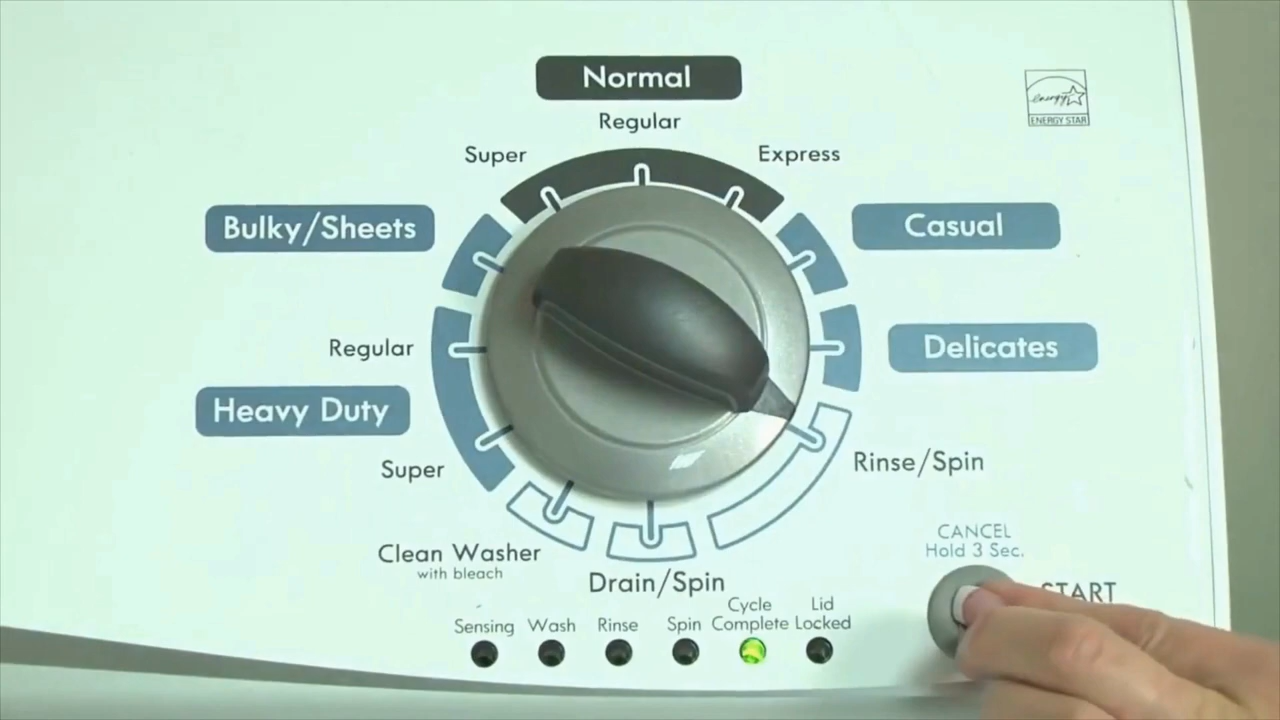 Normal
Regular
Super
Express
energy
ENERGY STAR
Bulky/Sheets
Casual
Regular
Delicates
Heavy Duty
Super
Rinse/Spin
Clean Washer
with bleach
Drain/Spin
CANCEL
Hold 3 Sec.
START
Sensing
Wash
Rinse
Spin
Cycle
Complete
Lid
Locked